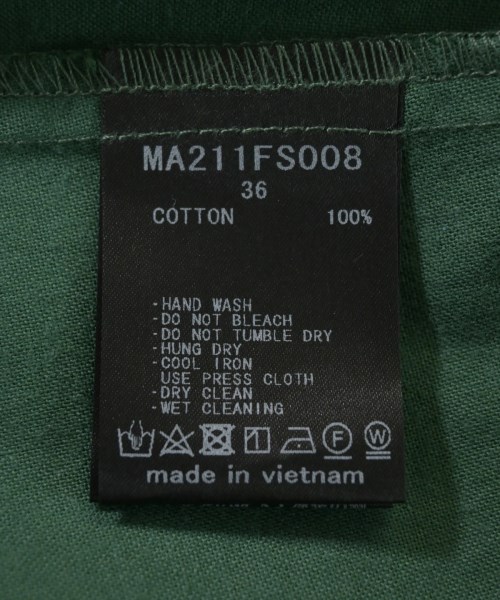 MA211FS008
36
COTTON 100%
-HAND WASH
-DO NOT BLEACH
-DO NOT TUMBLE DRY
-HUNG DRY
-COOL IRON
USE PRESS CLOTH
-DRY CLEAN
-WET CLEANING
F W
made in vietnam